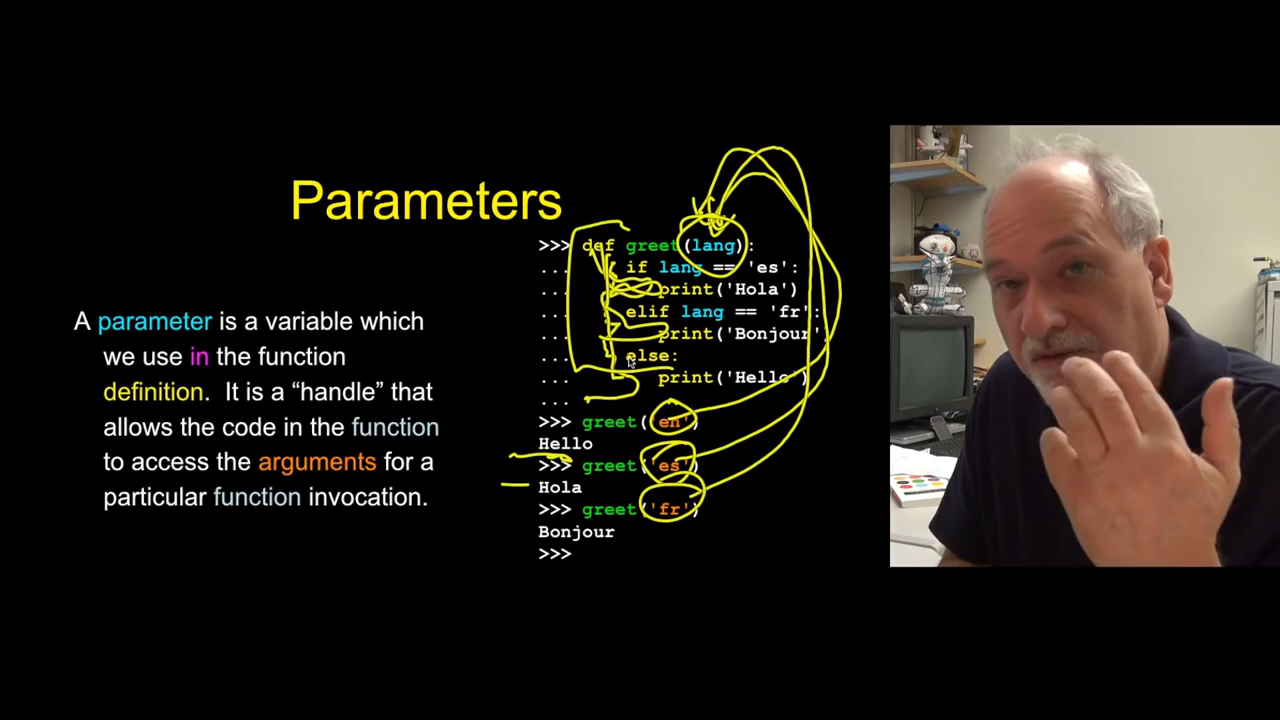 Parameters
A parameter is a variable which
we use in the function
definition. It is a “handle” that
allows the code in the function
to access the arguments for a
particular function invocation.
>>> def greet(lang):
... if lang == 'es':
... print('Hola')
... elif lang == 'fr':
... print('Bonjour'
... else:
... print('Hello')
...
>>> greet('en')
Hello
>>> greet('es')
Hola
>>> greet('fr')
Bonjour
>>>